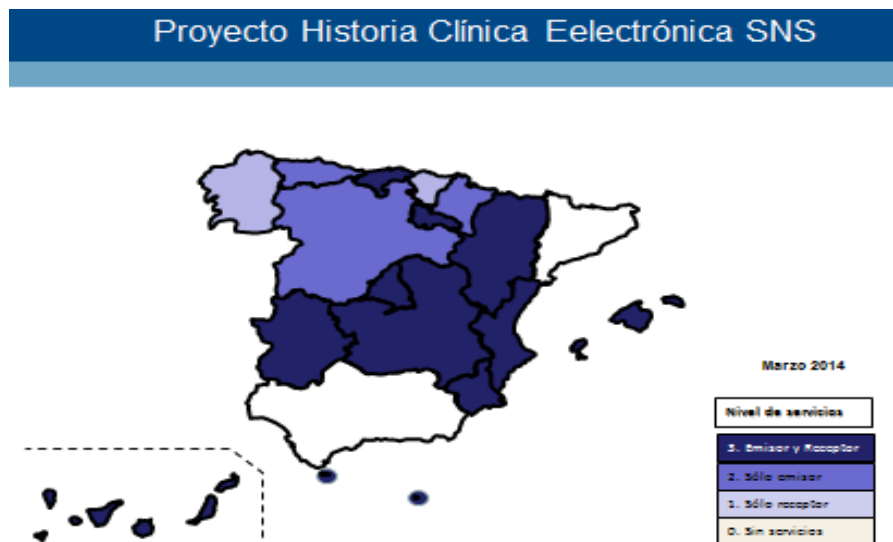 Proyecto Historia Clínica Eelectrónica SNS
Marzo 2014
Nivel de servicios
3. Emisor y Receptor
2. Sólo emisor
1. Sólo receptor
0. Sin servicios